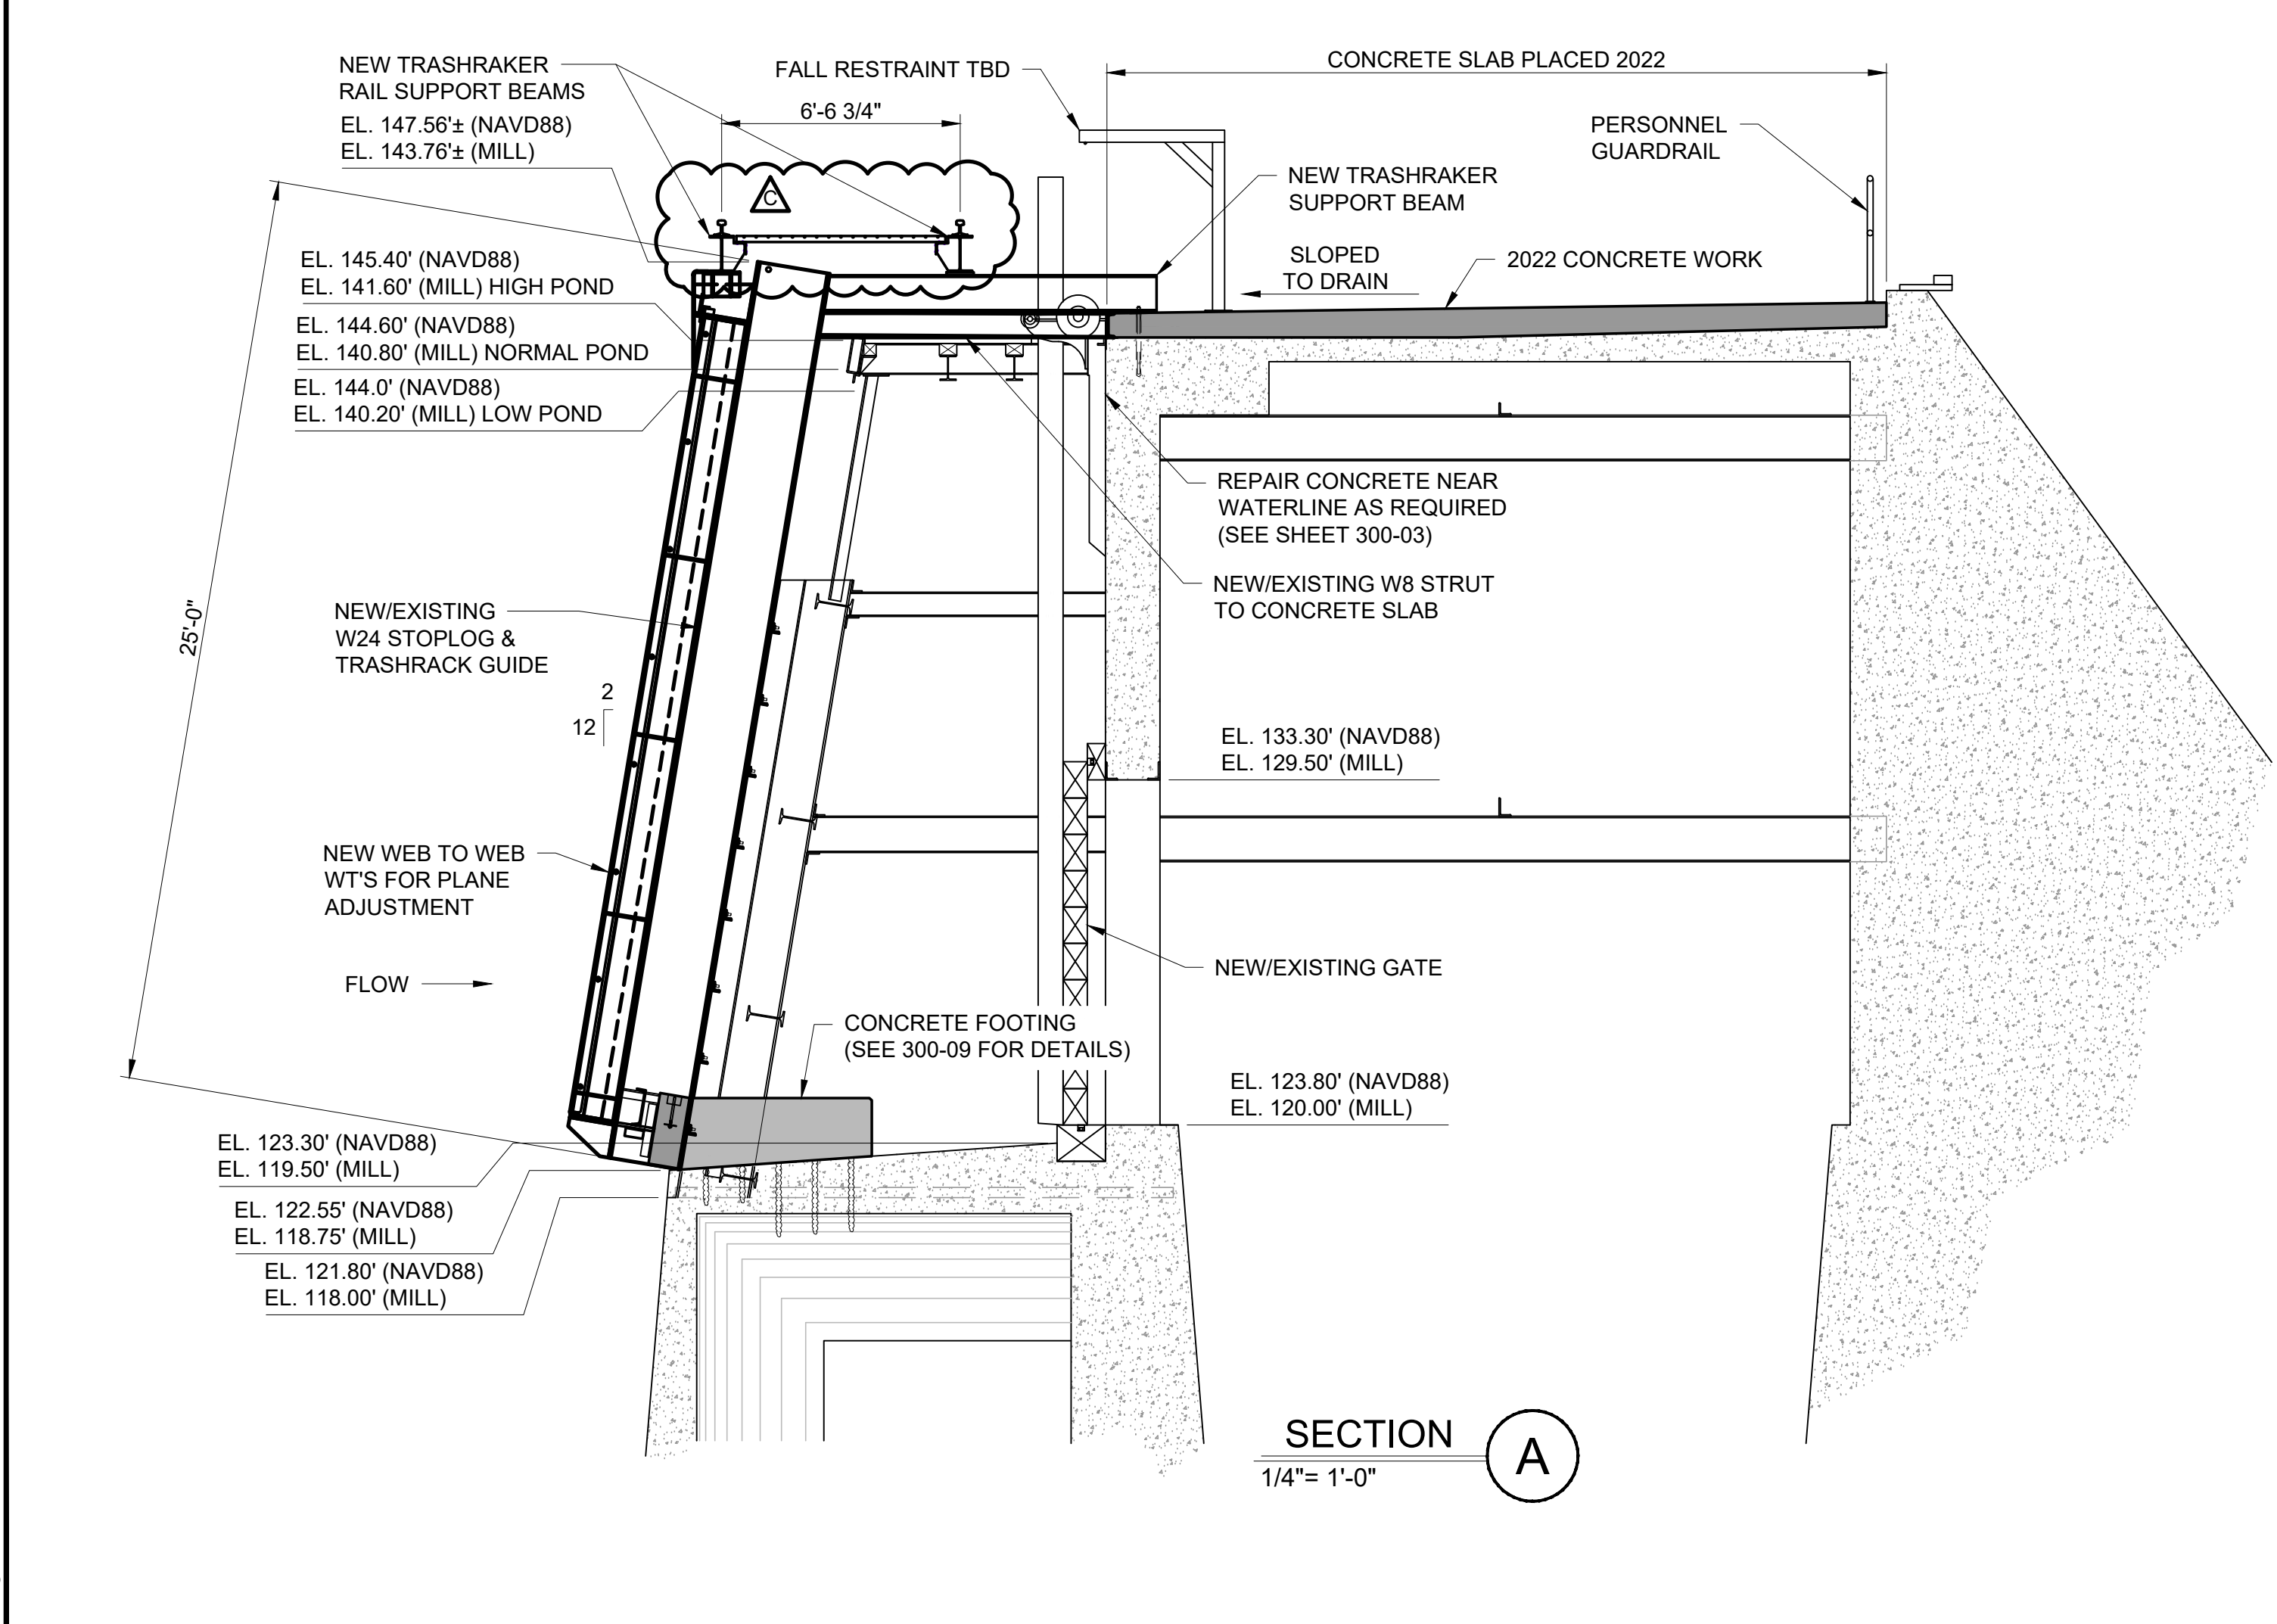 NEW TRASHRAKER
RAIL SUPPORT BEAMS
EL. 147.56'± (NAVD88)
EL. 143.76'± (MILL)
FALL RESTRAINT TBD
6'-6 3/4"
CONCRETE SLAB PLACED 2022
PERSONNEL
GUARDRAIL
C
NEW TRASHRAKER
SUPPORT BEAM
SLOPED
TO DRAIN
2022 CONCRETE WORK
EL. 145.40' (NAVD88)
EL. 141.60' (MILL) HIGH POND
EL. 144.60' (NAVD88)
EL. 140.80' (MILL) NORMAL POND
EL. 144.0' (NAVD88)
EL. 140.20' (MILL) LOW POND
REPAIR CONCRETE NEAR
WATERLINE AS REQUIRED
(SEE SHEET 300-03)
NEW/EXISTING W8 STRUT
TO CONCRETE SLAB
25'-0"
NEW/EXISTING
W24 STOPLOG &
TRASHRACK GUIDE
2
12
EL. 133.30' (NAVD88)
EL. 129.50' (MILL)
NEW WEB TO WEB
WT'S FOR PLANE
ADJUSTMENT
FLOW
NEW/EXISTING GATE
CONCRETE FOOTING
(SEE 300-09 FOR DETAILS)
EL. 123.80' (NAVD88)
EL. 120.00' (MILL)
EL. 123.30' (NAVD88)
EL. 119.50' (MILL)
EL. 122.55' (NAVD88)
EL. 118.75' (MILL)
EL. 121.80' (NAVD88)
EL. 118.00' (MILL)
SECTION
A
1/4"= 1'-0"